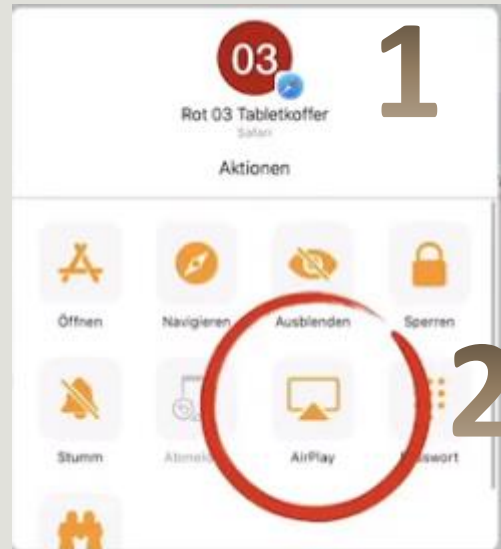 03
1
Rot 03 Tabletkoffer
Safari
Aktionen
Öffnen Navigieren Ausblenden Sperren
2
Stumm AirPlay